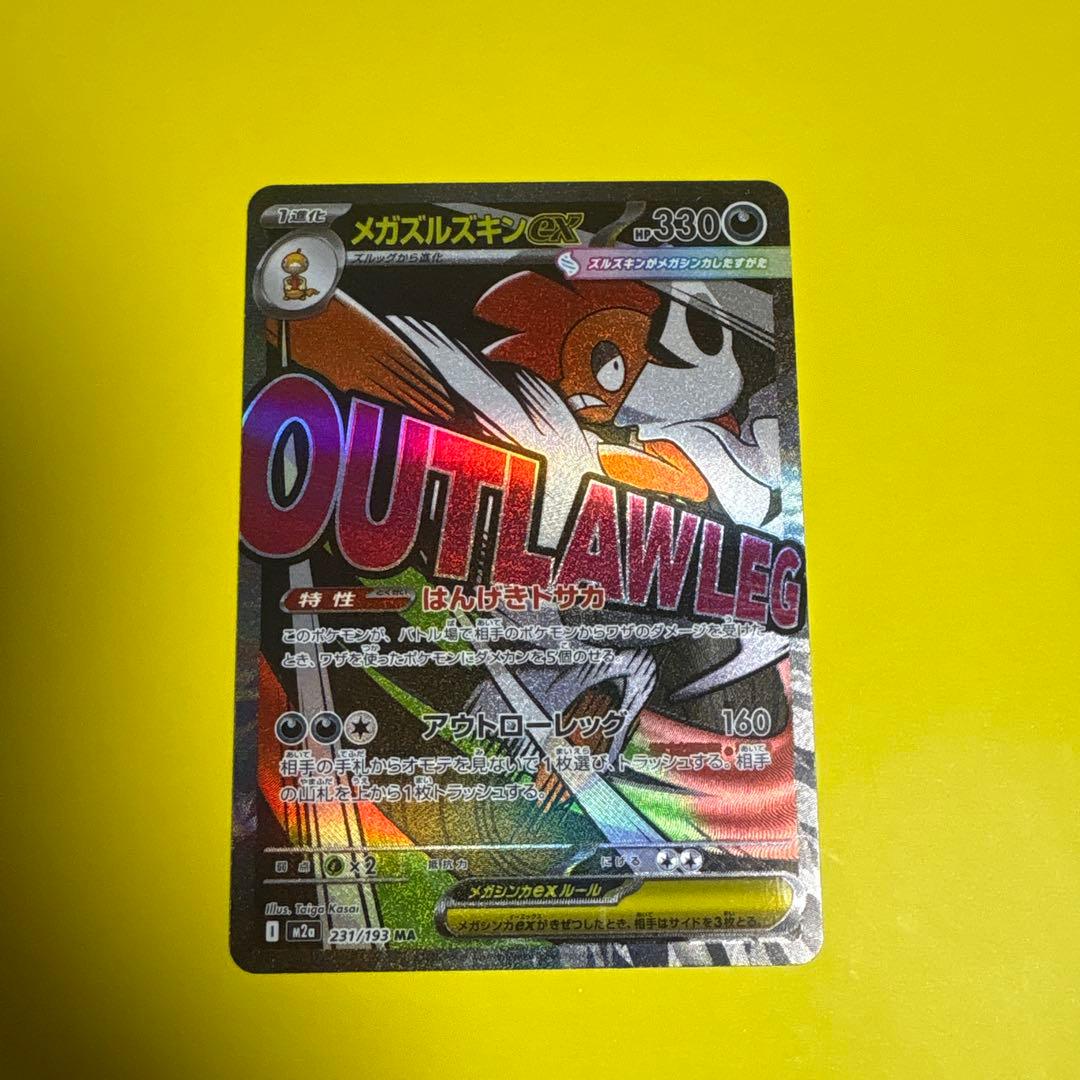 1進化
メガズルズキンex
HP330
ズルッグから進化
ズルズキンがメガシンカしたすがた
OUTLAW LEG
特性 とくせい はんげきトサカ
このポケモンが、バトル場で相手のポケモンからワザのダメージを受けた
とき、ワザを使ったポケモンにダメカンを5個のせる。
アウトローレッグ 160
相手の手札からオモテを見ないで1枚選び、トラッシュする。相手
の山札を上から1枚トラッシュする。
弱点 ×2 抵抗力 にげる
メガシンカexルール
メガシンカexがきぜつしたとき、相手はサイドを3枚とる。
Illus. Taiga Kasai
I M2a 231/193 MA